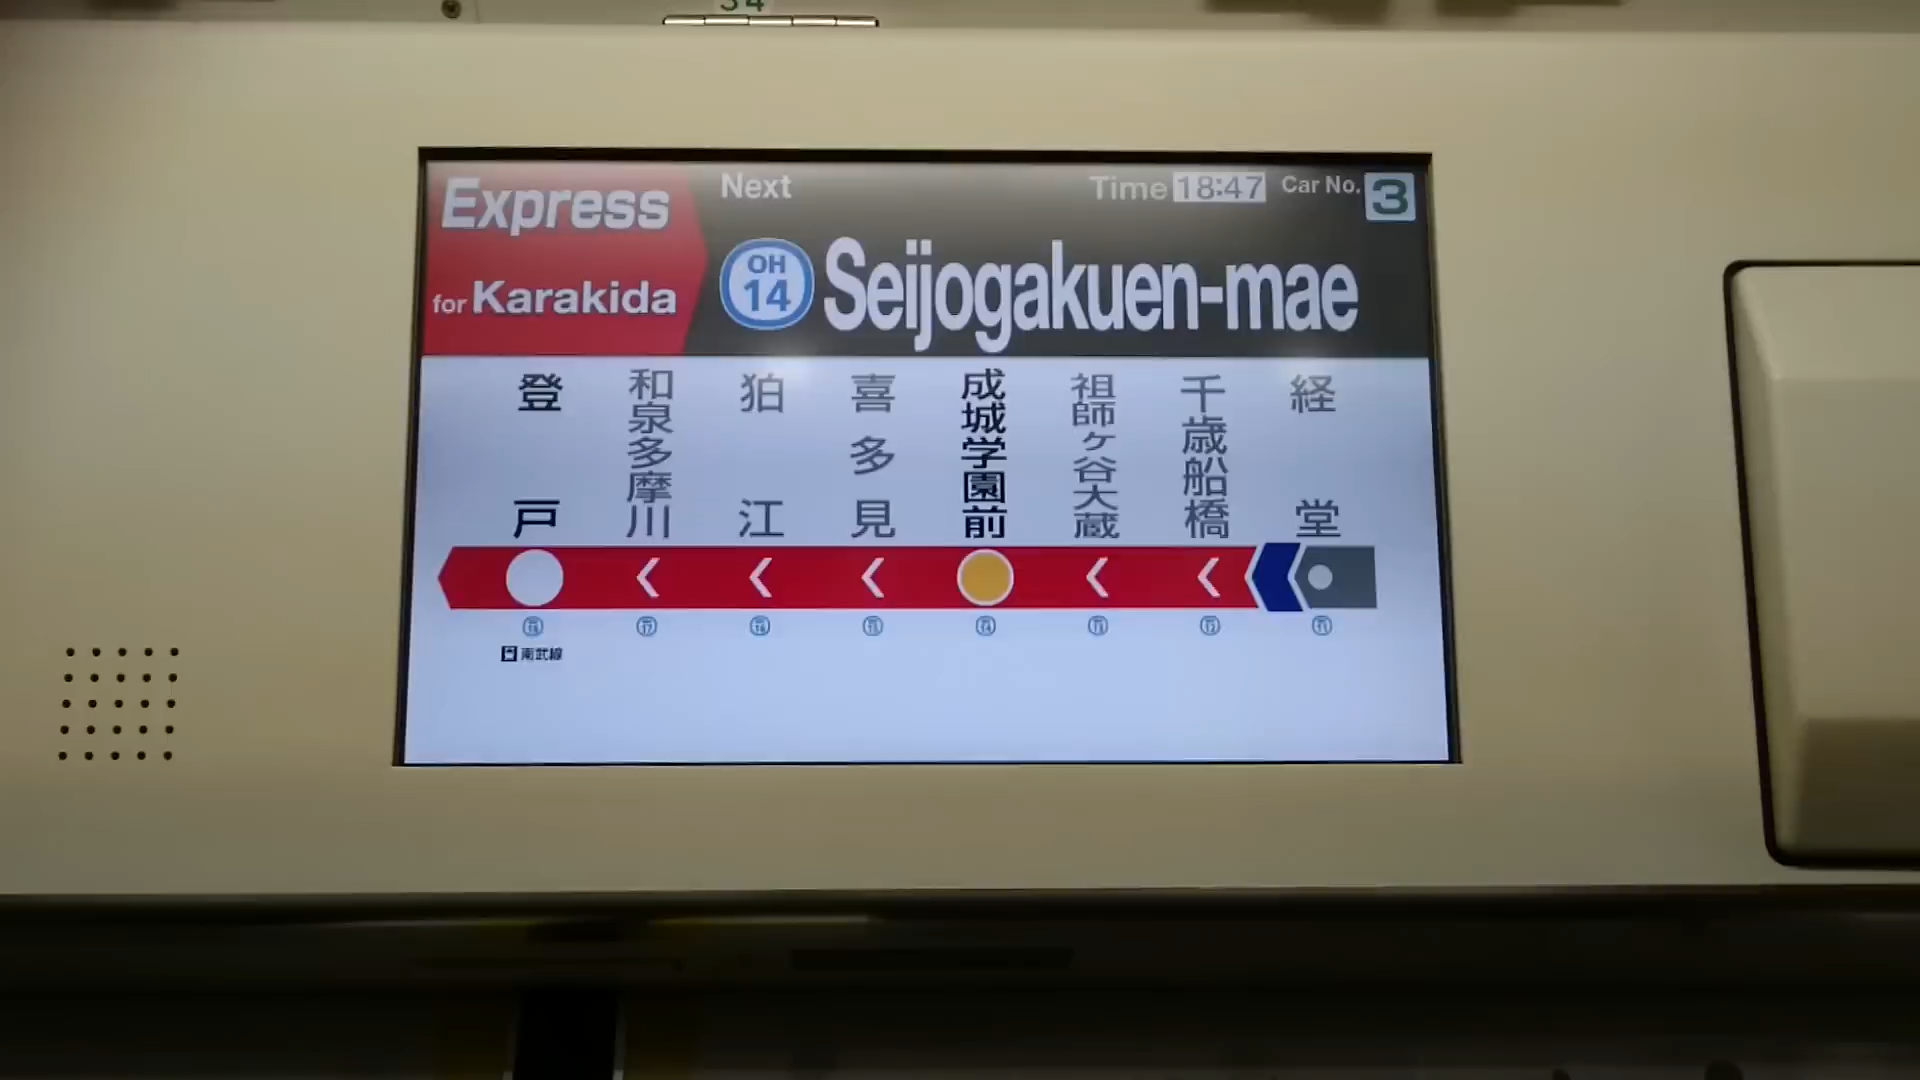 34
Next
Time 18:47 Car No. 3
Express
for Karakida
OH
14
Seijogakuen-mae
登戸
和泉多摩川
狛江
喜多見
成城学園前
祖師ヶ谷大蔵
千歳船橋
経堂
南武線